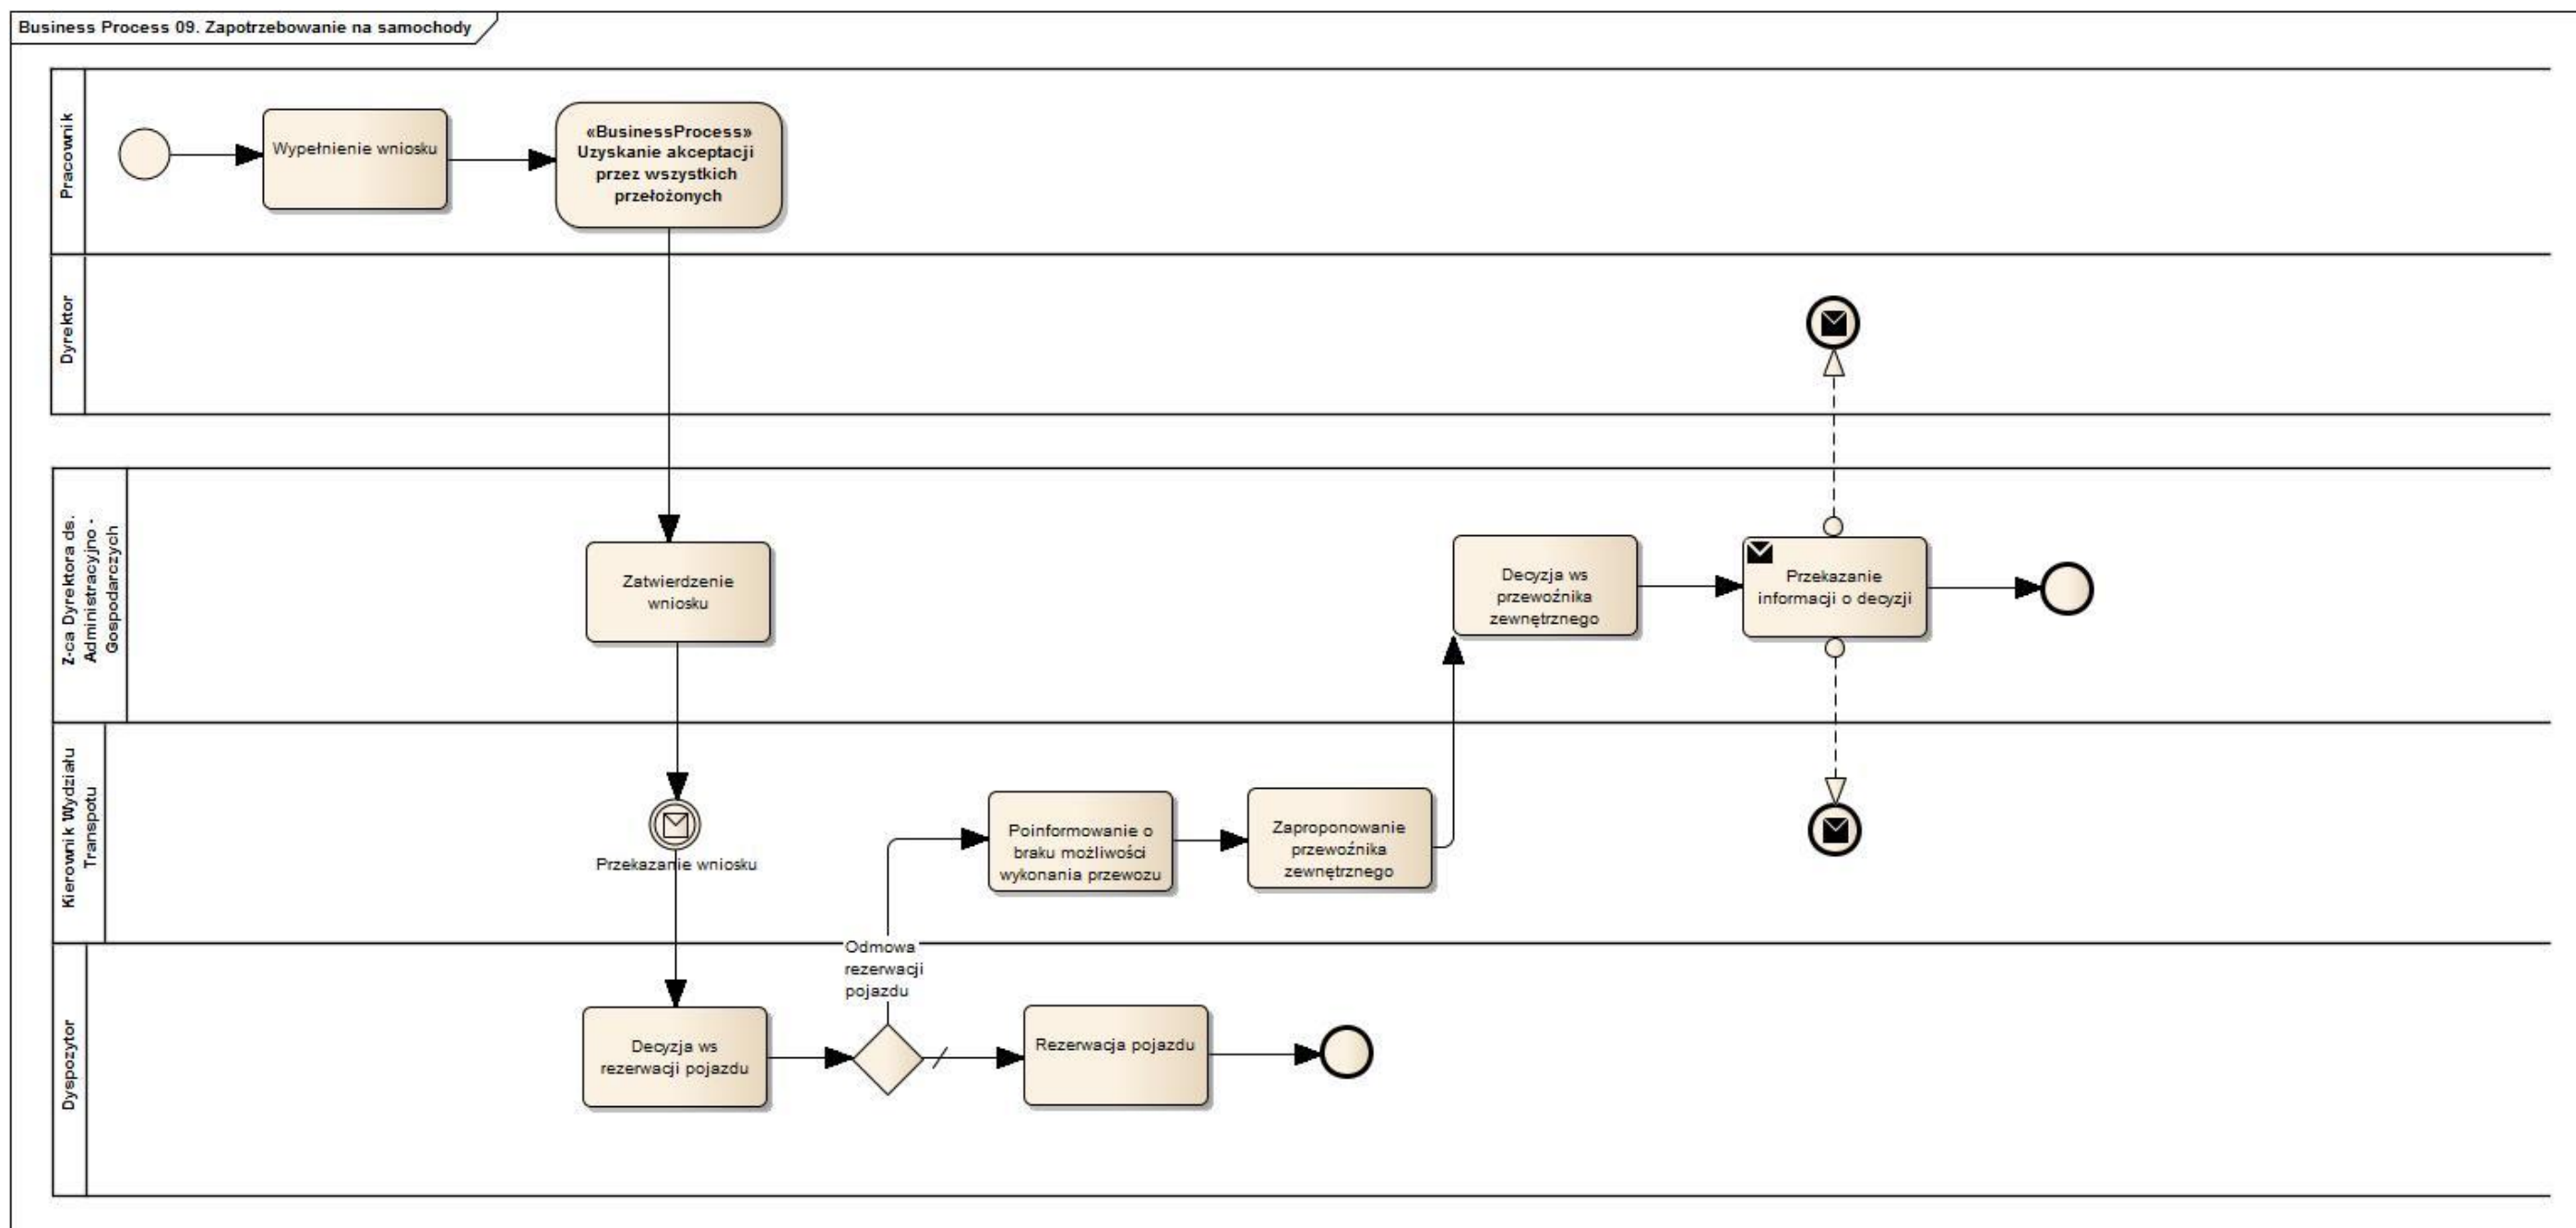 Business Process 09. Zapotrzebowanie na samochody
Pracownik
Wypełnienie wniosku
«BusinessProcess»
Uzyskanie akceptacji
przez wszystkich
przełożonych
Dyrektor
Z-ca Dyrektora ds.
Administracyjno -
Gospodarczych
Zatwierdzenie
wniosku
Decyzja ws
przewoźnika
zewnętrznego
Przekazanie
informacji o decyzji
Kierowni Wydziału
Transpotu
Przekazanie wniosku
Poinformowanie o
braku możliwości
wykonania przewozu
Zaproponowanie
przewoźnika
zewnętrznego
Dyspozytor
Decyzja ws
rezerwacji pojazdu
Odmowa
rezerwacji
pojazdu
Rezerwacja pojazdu